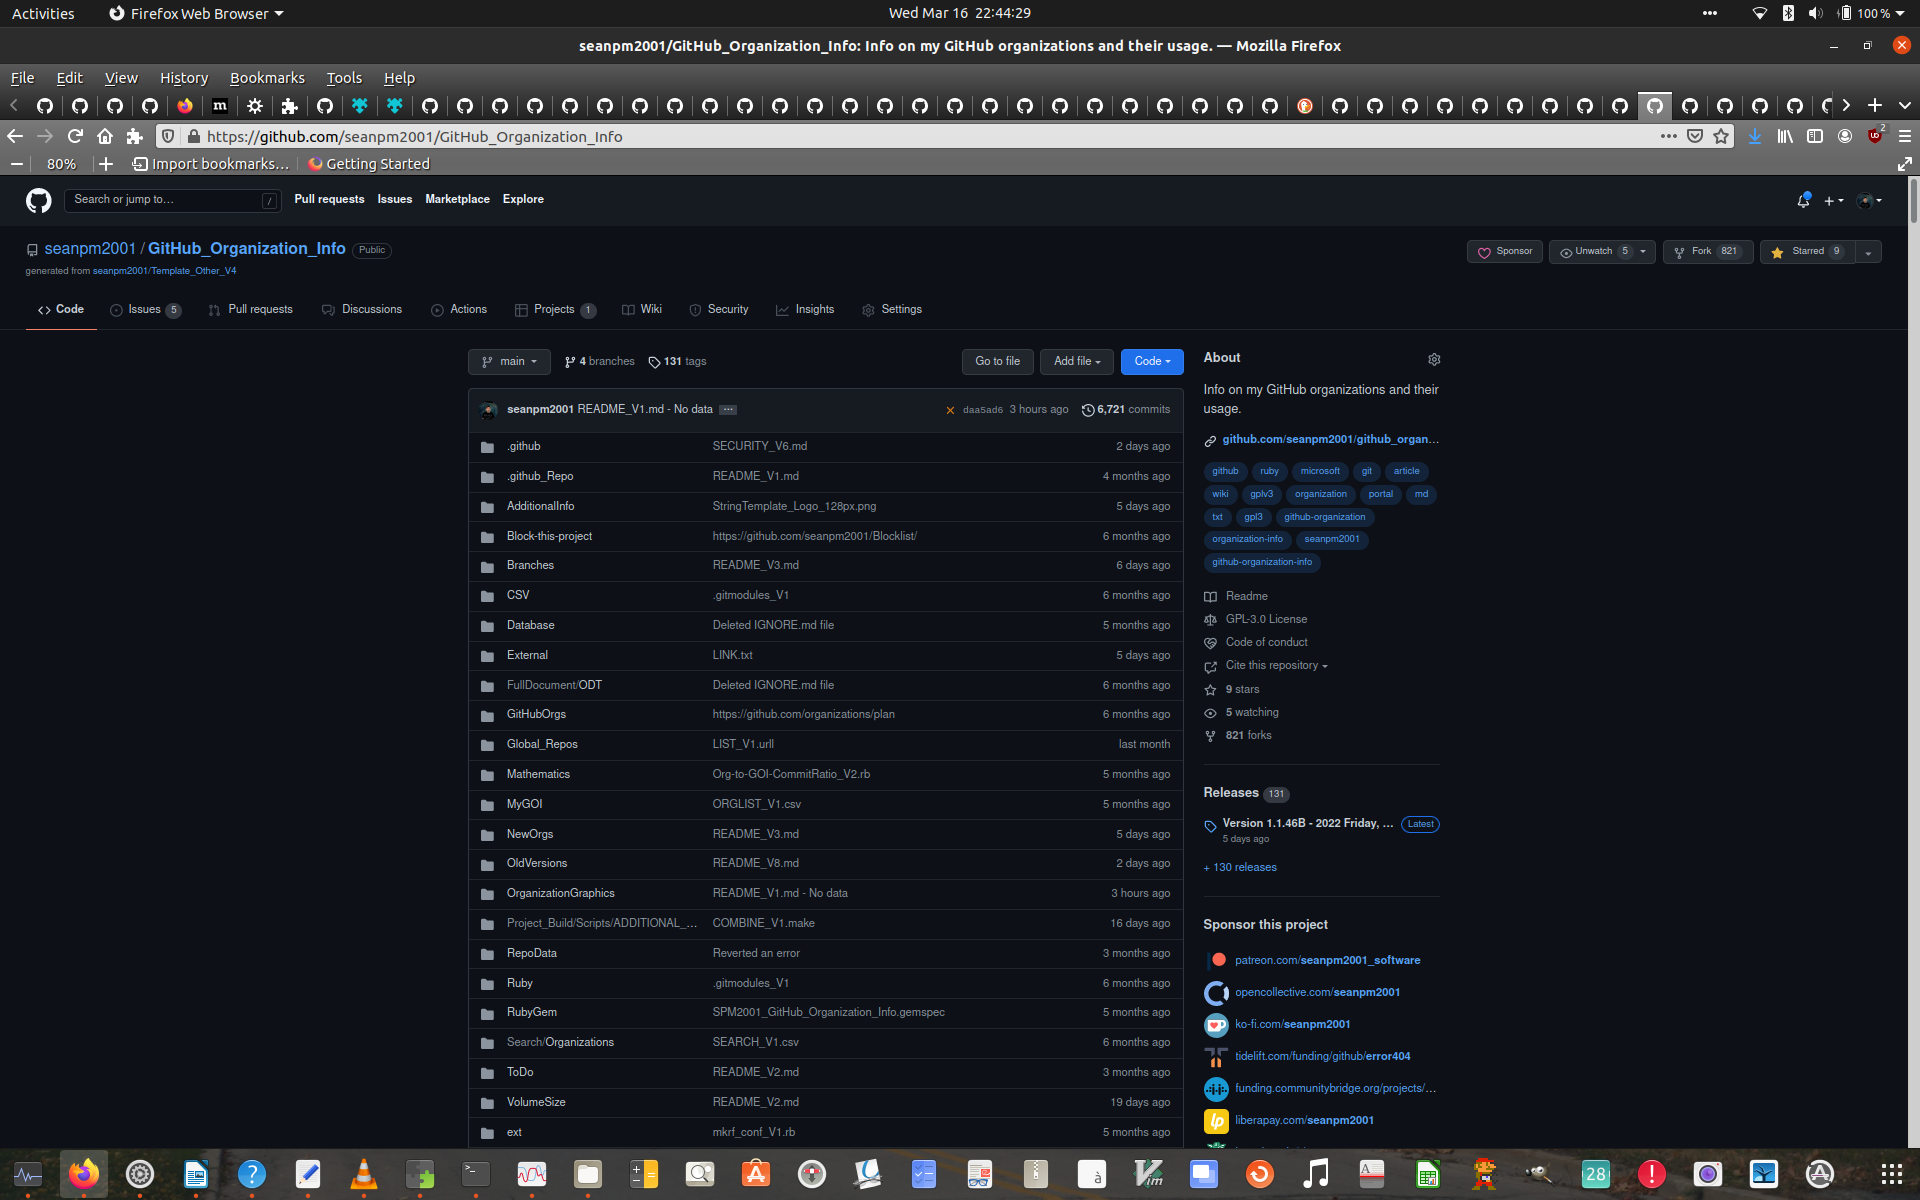 Activities Firefox Web Browser Wed Mar 16 22:44:29 100 %
seanpm2001/GitHub_Organization_Info: Info on my GitHub organizations and their usage. — Mozilla Firefox
File Edit View History Bookmarks Tools Help
https://github.com/seanpm2001/GitHub_Organization_Info 2
80% Import bookmarks... Getting Started
Search or jump to... / Pull requests Issues Marketplace Explore
seanpm2001 / GitHub_Organization_Info Public Sponsor Unwatch 5 Fork 821 Starred 9
generated from seanpm2001/Template_Other_V4
Code Issues 5 Pull requests Discussions Actions Projects 1 Wiki Security Insights Settings
main 4 branches 131 tags Go to file Add file Code
seanpm2001 README_V1.md - No data ... daa5ad6 3 hours ago 6,721 commits
.github SECURITY_V6.md 2 days ago
.github_Repo README_V1.md 4 months ago
AdditionalInfo StringTemplate_Logo_128px.png 5 days ago
Block-this-project https://github.com/seanpm2001/Blocklist/ 6 months ago
Branches README_V3.md 6 days ago
CSV .gitmodules_V1 6 months ago
Database Deleted IGNORE.md file 5 months ago
External LINK.txt 5 days ago
FullDocument/ODT Deleted IGNORE.md file 6 months ago
GitHubOrgs https://github.com/organizations/plan 6 months ago
Global_Repos LIST_V1.urll last month
Mathematics Org-to-GOI-CommitRatio_V2.rb 5 months ago
MyGOI ORGLIST_V1.csv 5 months ago
NewOrgs README_V3.md 5 days ago
OldVersions README_V8.md 2 days ago
OrganizationGraphics README_V1.md - No data 3 hours ago
Project_Build/Scripts/ADDITIONAL_... COMBINE_V1.make 16 days ago
RepoData Reverted an error 3 months ago
Ruby .gitmodules_V1 6 months ago
RubyGem SPM2001_GitHub_Organization_Info.gemspec 5 months ago
Search/Organizations SEARCH_V1.csv 6 months ago
ToDo README_V2.md 3 months ago
VolumeSize README_V2.md 19 days ago
ext mkrf_conf_V1.rb 5 months ago
About
Info on my GitHub organizations and their
usage.
github.com/seanpm2001/github_organ...
github ruby microsoft git article
wiki gplv3 organization portal md
txt gpl3 github-organization
organization-info seanpm2001
github-organization-info
Readme
GPL-3.0 License
Code of conduct
Cite this repository
9 stars
5 watching
821 forks
Releases 131
Version 1.1.46B - 2022 Friday, ... Latest
5 days ago
+ 130 releases
Sponsor this project
patreon.com/seanpm2001_software
opencollective.com/seanpm2001
ko-fi.com/seanpm2001
tidelift.com/funding/github/error404
funding.communitybridge.org/projects/...
liberapay.com/seanpm2001
28